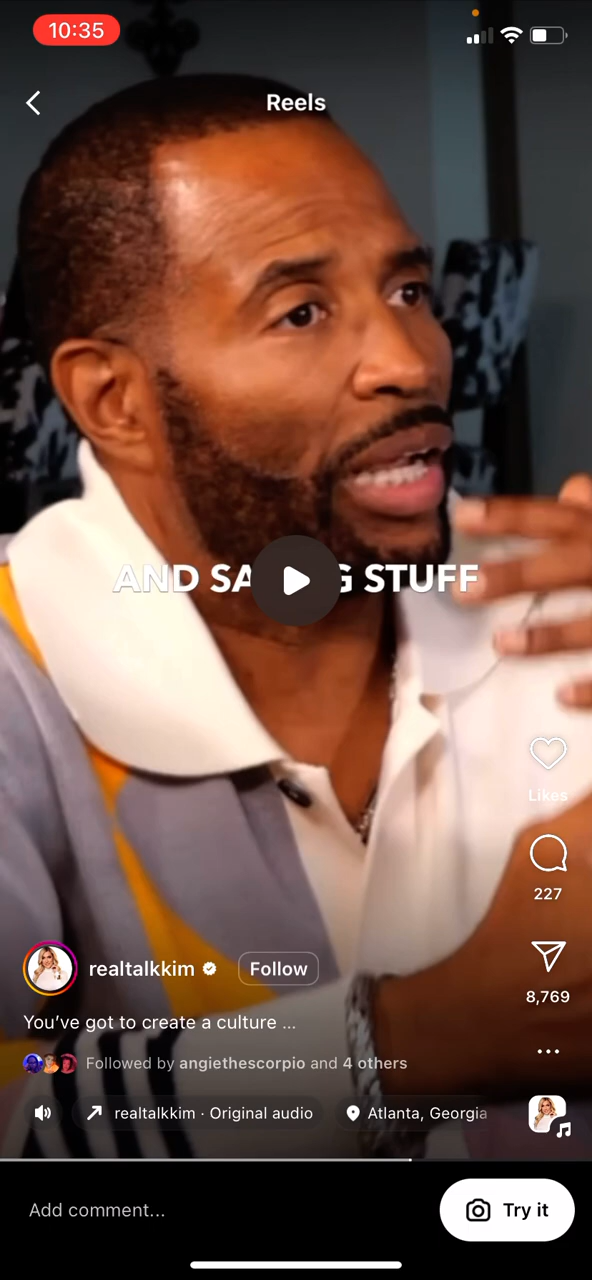 10:35
Reels
AND SA G STUFF
Likes
227
realtalkkim
Follow
8,769
You've got to create a culture ...
Followed by angiethescorpio and 4 others
realtalkkim · Original audio
Atlanta, Georgia
Add comment...
Try it